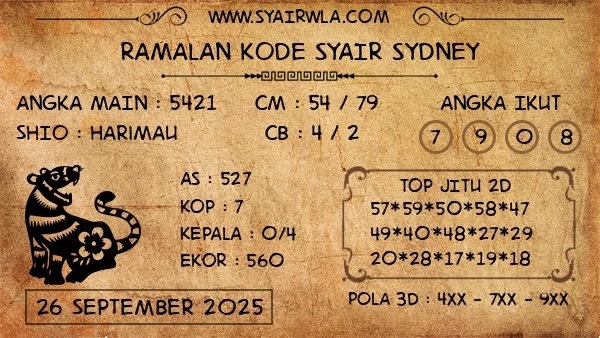 WWW.SYAIRWLA.COM
RAMALAN KODE SYAIR SYDNEY
ANGKA MAIN : 5421
CM : 54 / 79
ANGKA IKUT
SHIO : HARIMAU
CB : 4 / 2
7 9 0 8
AS : 527
KOP : 7
KEPALA : 0/4
EKOR : 560
TOP JITU 2D
57*59*50*58*47
49*40*48*27*29
20*28*17*19*18
26 SEPTEMBER 2025
POLA 3D : 4XX - 7XX - 9XX